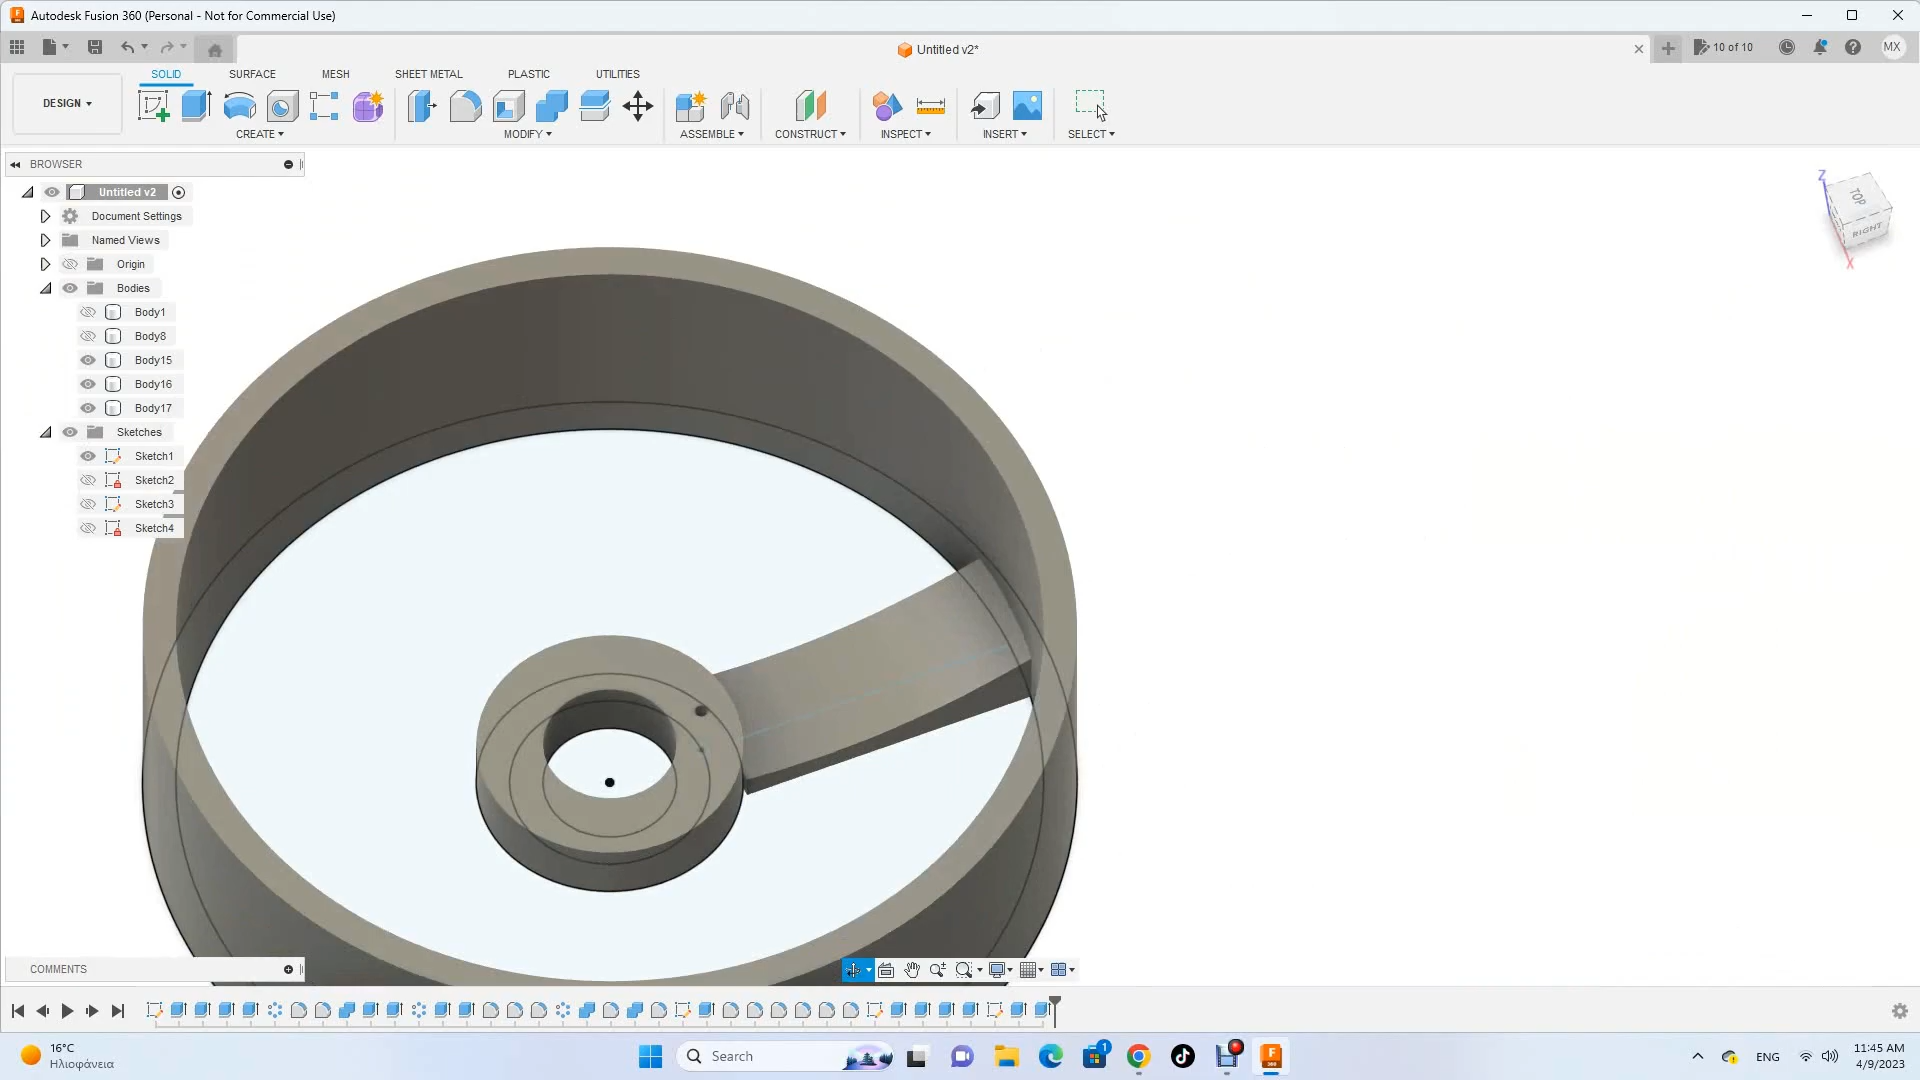 Autodesk Fusion 360 (Personal - Not for Commercial Use)
Untitled v2*
10 of 10
MX
DESIGN
SOLID SURFACE MESH SHEET METAL PLASTIC UTILITIES
CREATE MODIFY ASSEMBLE CONSTRUCT INSPECT INSERT SELECT
BROWSER
Untitled v2
Document Settings
Named Views
Origin
Bodies
Body1
Body8
Body15
Body16
Body17
Sketches
Sketch1
Sketch2
Sketch3
Sketch4
Z
TOP
RIGHT
X
COMMENTS
16°C
Ηλιοφάνεια
Search
1
F
360
ENG
11:45 AM
4/9/2023